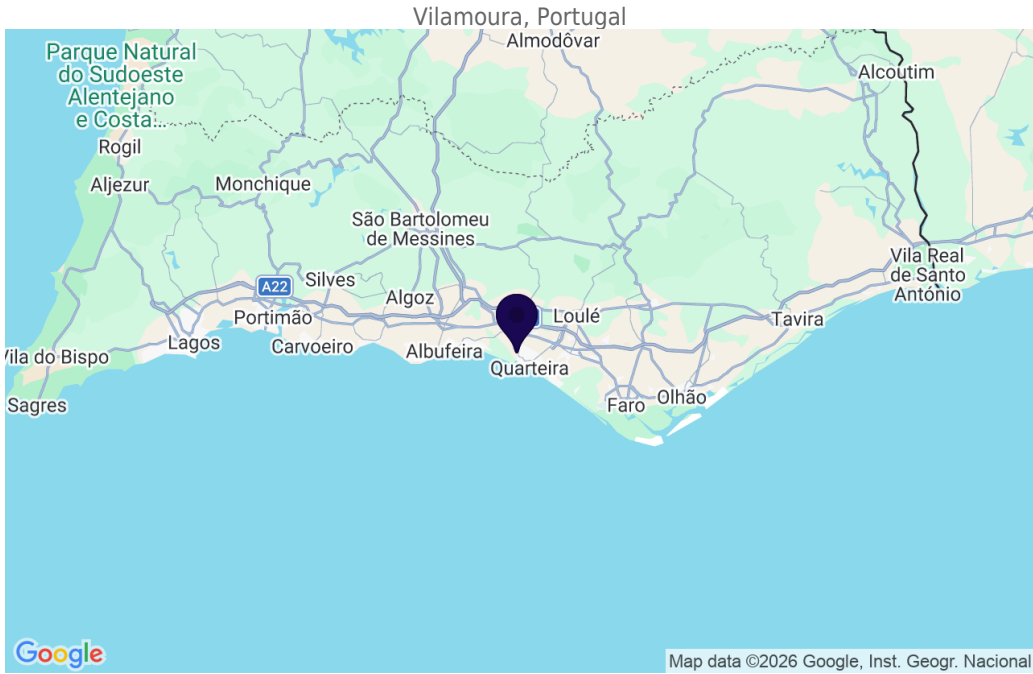 Vilamoura, Portugal
Almodôvar
Parque Natural
do Sudoeste
Alentejano
e Costa...
Alcoutim
Rogil
Aljezur
Monchique
São Bartolomeu
de Messines
Vila Real
de Santo
António
A22
Silves
Algoz
Portimão
Loulé
Tavira
Lagos
Carvoeiro
Albufeira
Vila do Bispo
Quarteira
Sagres
Faro
Olhão
Google
Map data ©2026 Google, Inst. Geogr. Nacional